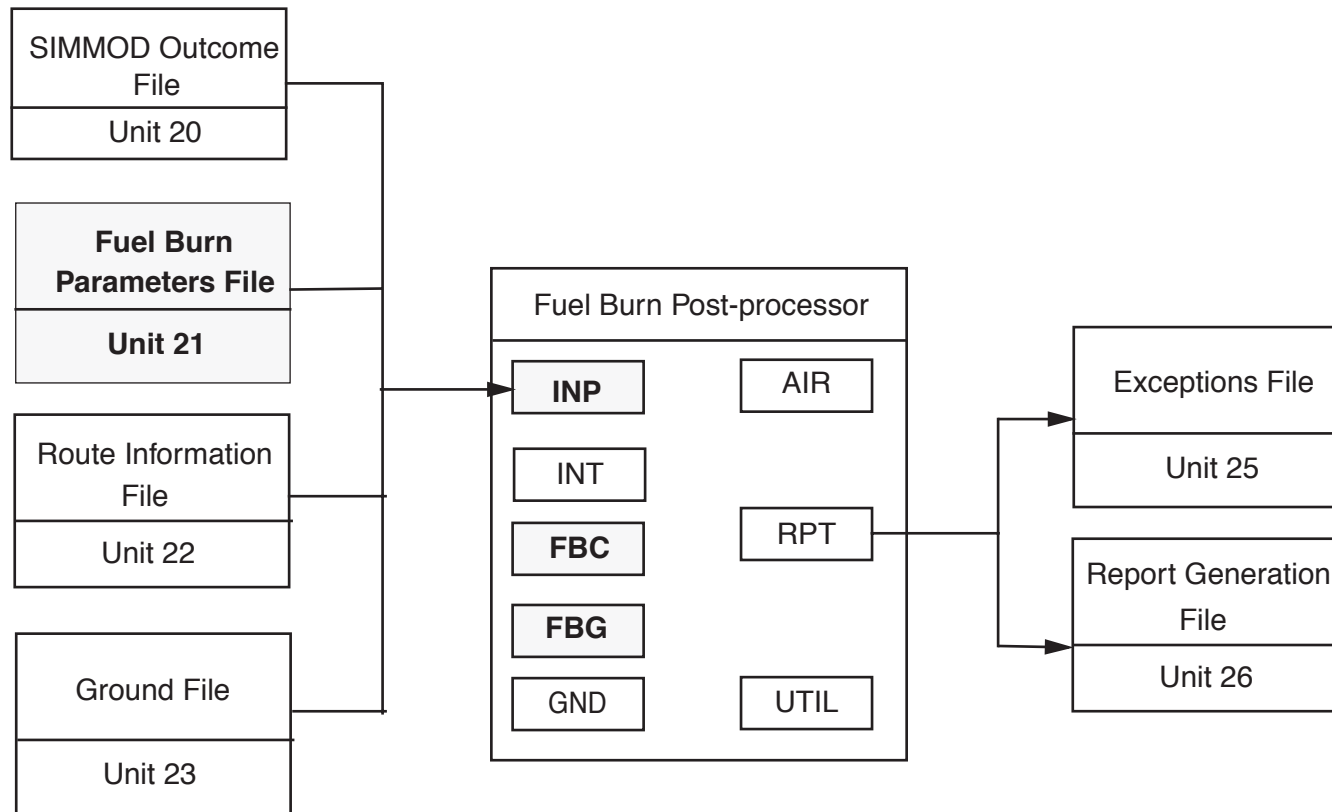 SIMMOD Outcome
File
Unit 20
Fuel Burn
Parameters File
Unit 21
Route Information
File
Unit 22
Ground File
Unit 23
Fuel Burn Post-processor
INP
INT
FBC
FBG
GND
AIR
RPT
UTIL
Exceptions File
Unit 25
Report Generation
File
Unit 26